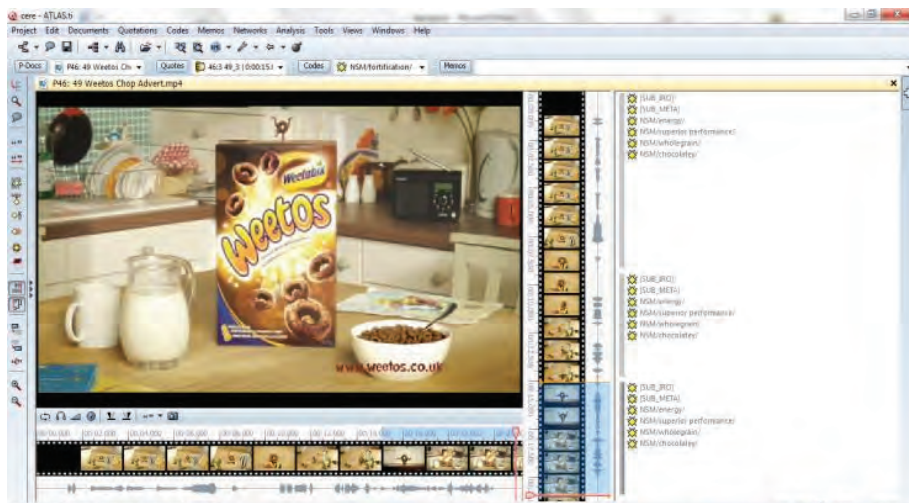 cere - ATLAS.ti
Project Edit Documents Quotations Codes Memos Networks Analysis Tools Views Windows Help
P-Docs P46: 49 Weetos Ch Quotes 46:3 49_3 | 0:00:15.1 Codes NSM/fortification/ Memos
P46: 49 Weetos Chop Advert.mp4
Weetabix
Weetos
www.weetos.co.uk
[SUB_IRO]
[SUB_META]
NSM/energy/
NSM/superior performance/
NSM/wholegrain/
NSM/chocolatey/
[SUB_IRO]
[SUB_META]
NSM/energy/
NSM/superior performance/
NSM/wholegrain/
NSM/chocolatey/
[SUB_IRO]
[SUB_META]
NSM/energy/
NSM/superior performance/
NSM/wholegrain/
NSM/chocolatey/